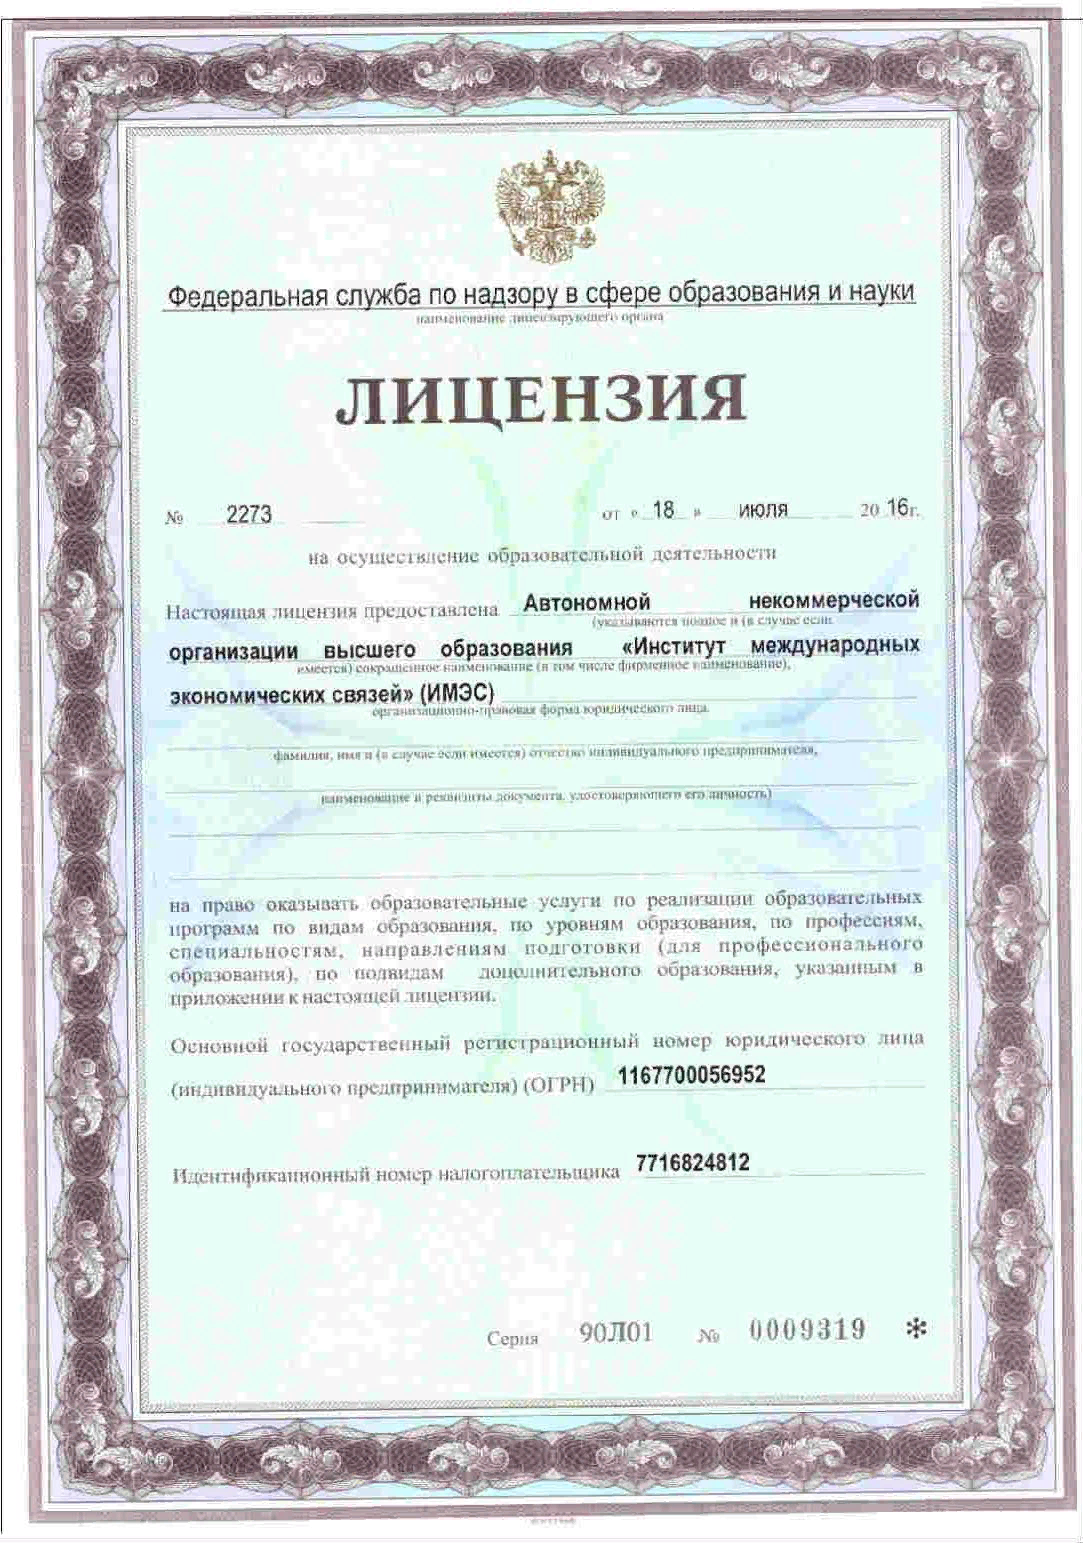 Федеральная служба по надзору в сфере образования и науки
наименование лицензирующего органа
ЛИЦЕНЗИЯ
№ 2273 от « 18 » июля 20 16г.
на осуществление образовательной деятельности
Настоящая лицензия предоставлена Автономной некоммерческой
(указываются полное и (в случае если
организации высшего образования «Институт международных
имеется) сокращенное наименование (в том числе фирменное наименование),
экономических связей» (ИМЭС)
организационно-правовая форма юридического лица,
фамилия, имя и (в случае если имеется) отчество индивидуального предпринимателя,
наименование и реквизиты документа, удостоверяющего его личность)
на право оказывать образовательные услуги по реализации образовательных
программ по видам образования, по уровням образования, по профессиям,
специальностям, направлениям подготовки (для профессионального
образования), по подвидам дополнительного образования, указанным в
приложении к настоящей лицензии.
Основной государственный регистрационный номер юридического лица
(индивидуального предпринимателя) (ОГРН) 1167700056952
Идентификационный номер налогоплательщика 7716824812
Серия 90Л01 № 0009319 *